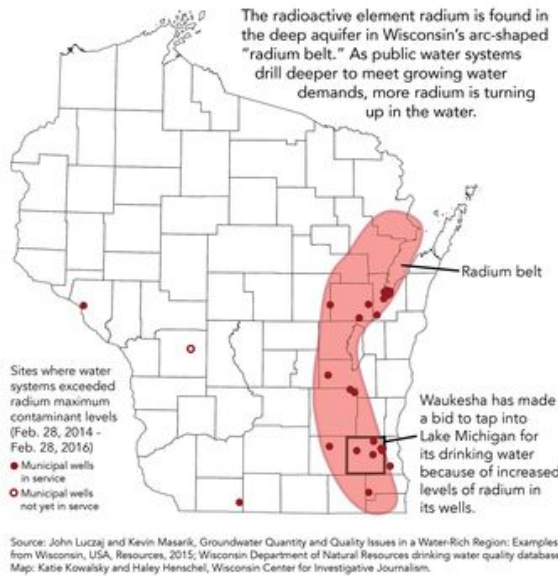 The radioactive element radium is found in
the deep aquifer in Wisconsin's arc-shaped
"radium belt." As public water systems
drill deeper to meet growing water
demands, more radium is turning
up in the water.
Radium belt
Sites where water
systems exceeded
radium maximum
contaminant levels
(Feb. 28, 2014 -
Feb. 28, 2016)
Municipal wells
in service
Municipal wells
not yet in servce
Waukesha has made
a bid to tap into
Lake Michigan for
its drinking water
because of increased
levels of radium in
its wells.
Source: John Luczaj and Kevin Masarik, Groundwater Quantity and Quality Issues in a Water-Rich Region: Examples
from Wisconsin, USA, Resources, 2015; Wisconsin Department of Natural Resources drinking water quality database
Map: Katie Kowalsky and Haley Henschel, Wisconsin Center for Investigative Journalism.